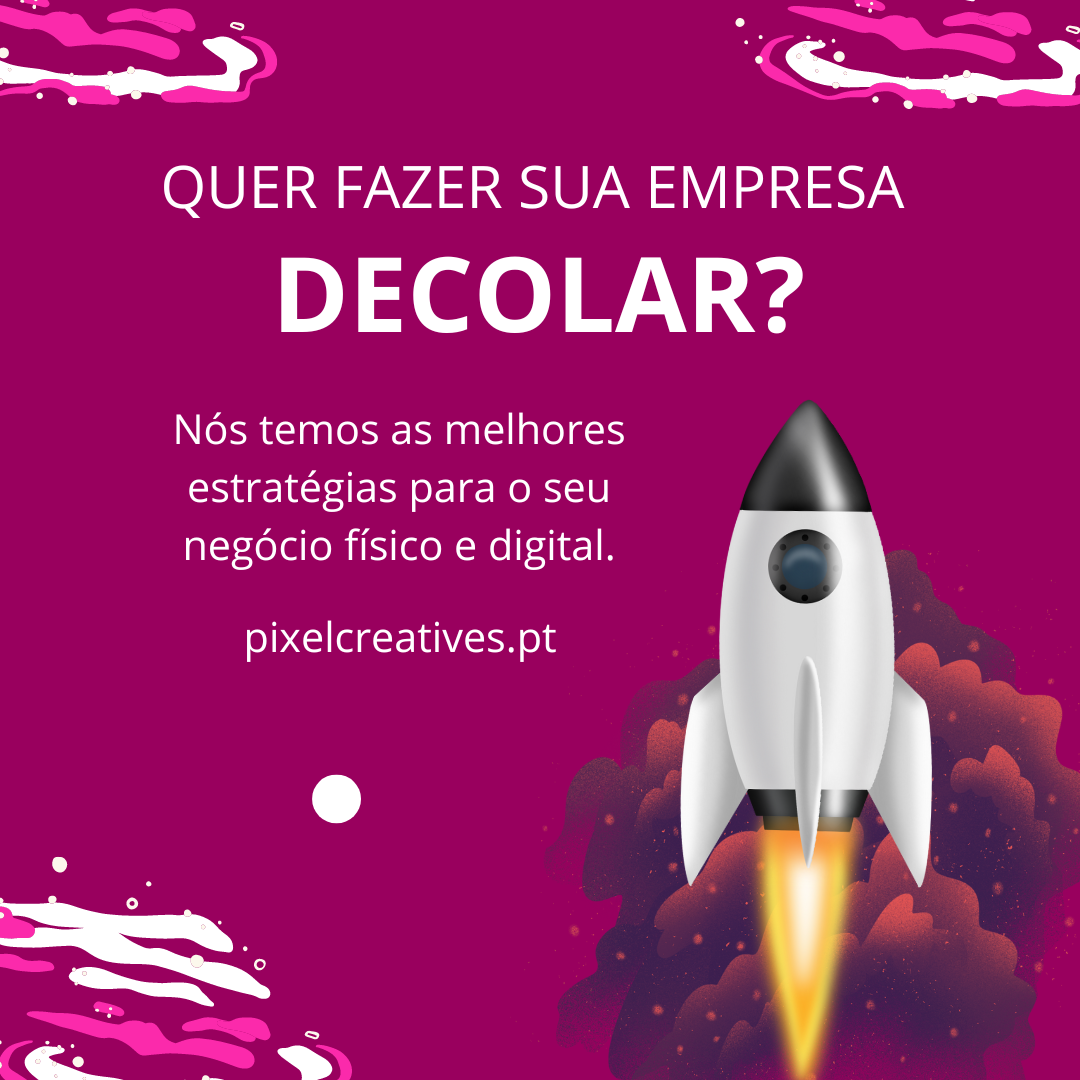 QUER FAZER SUA EMPRESA
DECOLAR?
Nós temos as melhores
estratégias para o seu
negócio físico e digital.
pixelcreatives.pt